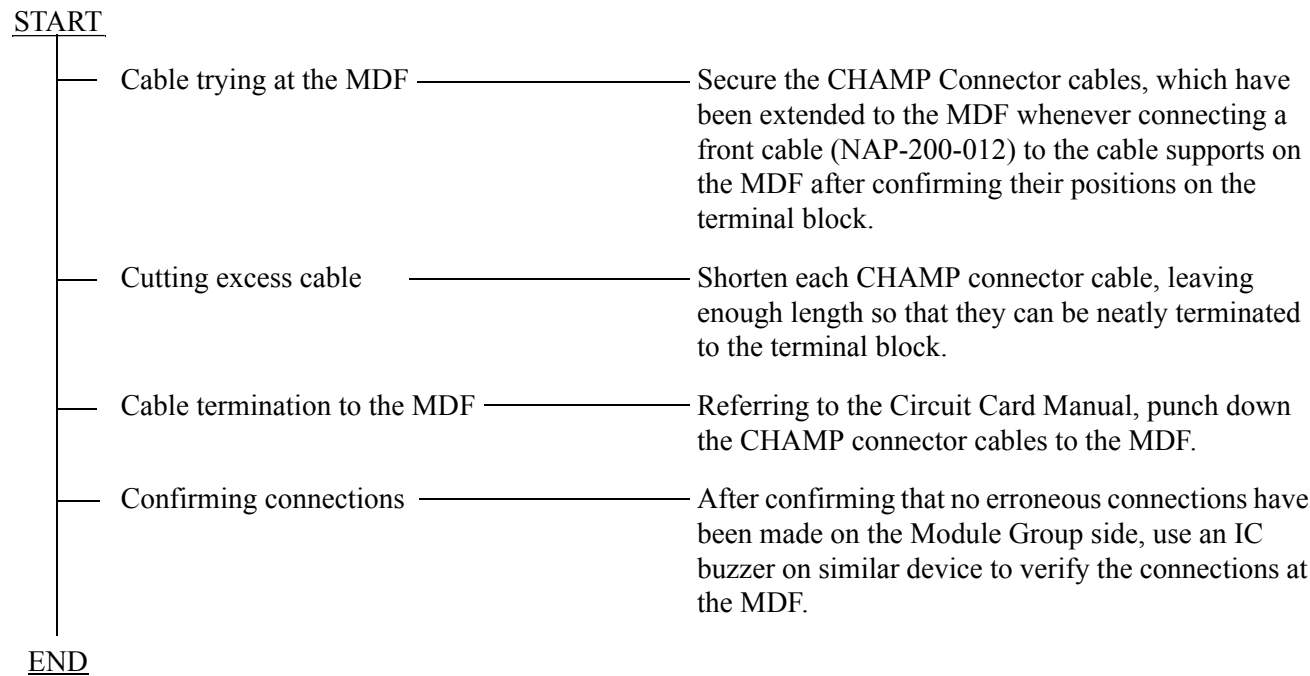 START
Cable trying at the MDF
Secure the CHAMP Connector cables, which have
been extended to the MDF whenever connecting a
front cable (NAP-200-012) to the cable supports on
the MDF after confirming their positions on the
terminal block.
Cutting excess cable
Shorten each CHAMP connector cable, leaving
enough length so that they can be neatly terminated
to the terminal block.
Cable termination to the MDF
Referring to the Circuit Card Manual, punch down
the CHAMP connector cables to the MDF.
Confirming connections
After confirming that no erroneous connections have
been made on the Module Group side, use an IC
buzzer on similar device to verify the connections at
the MDF.
END